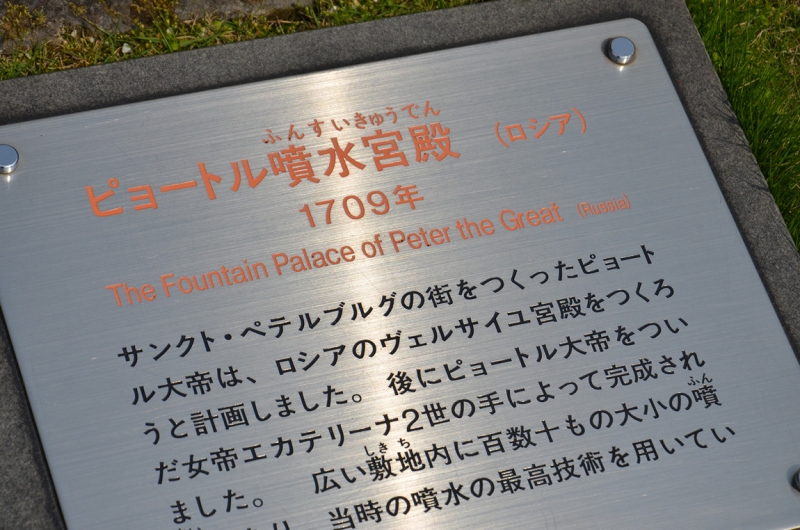 ふんすいきゅうでん
ピョートル噴水宮殿 (ロシア)
1709年
The Fountain Palace of Peter the Great (Russia)
サンクト・ペテルブルグの街をつくったピョート
ル大帝は、ロシアのヴェルサイユ宮殿をつくろ
うと計画しました。 後にピョートル大帝をつい
だ女帝エカテリーナ2世の手によって完成され
しきち ふん
ました。 広い敷地内に百数十もの大小の噴
当時の噴水の最高技術を用いてい